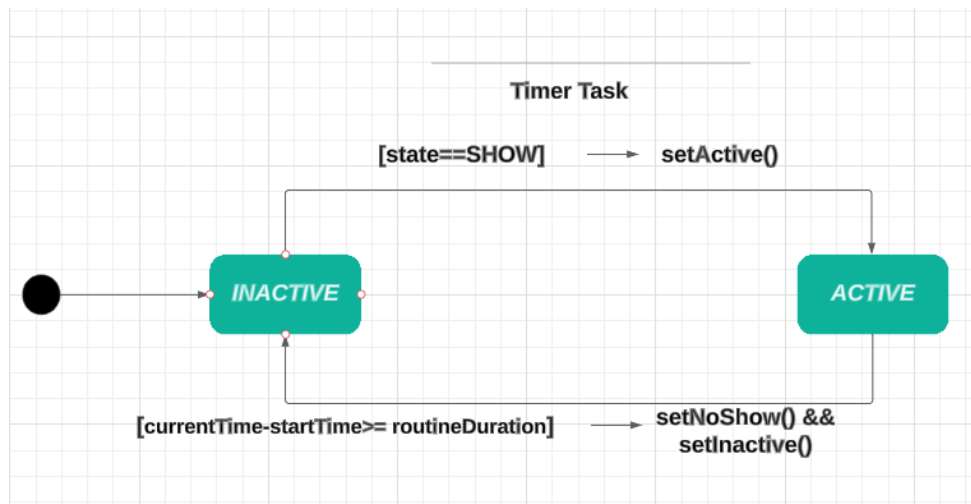 Timer Task
[state==SHOW] setActive()
INACTIVE
ACTIVE
[currentTime-startTime>= routineDuration]
setNoShow() &&
setInactive()